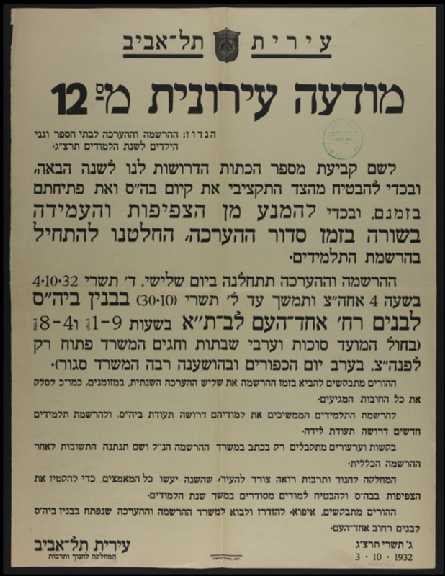 עירית תל־אביב
מודעה עירונית מס' 12
הנדון: ההרשמה וההערכה לבתי הספר וגני
הילדים לשנת הלמודים תרצ"ג.
לשם קביעת מספר הכתות הדרושות לנו לשנה הבאה,
ובכדי להבטיח מהצד התקציבי את קיום בה"ס ואת פתיחתם
בזמנם, ובכדי להמנע מן הצפיפות והעמידה
בשורה בזמן סדור ההערכה, החלטנו להתחיל
בהרשמת התלמידים.
ההרשמה וההערכה תתחלנה ביום שלישי, ד' תשרי 4.10.32
בשעה 4 אחה"צ ותמשך עד ל' תשרי (30.10) בבנין ביה"ס
לבנים רח' אחד־העם לב־ת"א בשעות 9–1 ו 4–8
(בחול המועד סוכות וערבי שבתות וחגים המשרד פתוח רק
לפנה"צ, בערב יום הכפורים ובהושענה רבה המשרד סגור).
ההורים מתבקשים להביא בזמן ההרשמה את שליש ההערכה השנתית, במזומנים, כמו"כ לסלק
את כל החובות המגיעים.
להרשמת התלמידים הממשיכים את למודיהם דרושה תעודת ביה"ס, ולהרשמת תלמידים
חדשים דרושה תעודת לידה.
בקשות וערעורים מתקבלים רק בכתב במשרד ההרשמה הנ"ל ושם תנתנה התשובות לאחר
ההרשמה הכללית.
המחלקה לחנוך ותרבות רואה צורך להעיר, שהשנה יעשו כל המאמצים, כדי להקטין את
הצפיפות בבה"ס ולהבטיח למודים מסודרים במשך שנת הלמודים.
ההורים מתבקשים, איפוא, להזדרז ולבוא למשרד ההרשמה וההערכה שנפתח בבנין ביה"ס
לבנים רחוב אחד־העם.
ג' תשרי תרצ"ג
3 . 10 . 1932
עירית תל־אביב
המחלקה לחנוך ותרבות